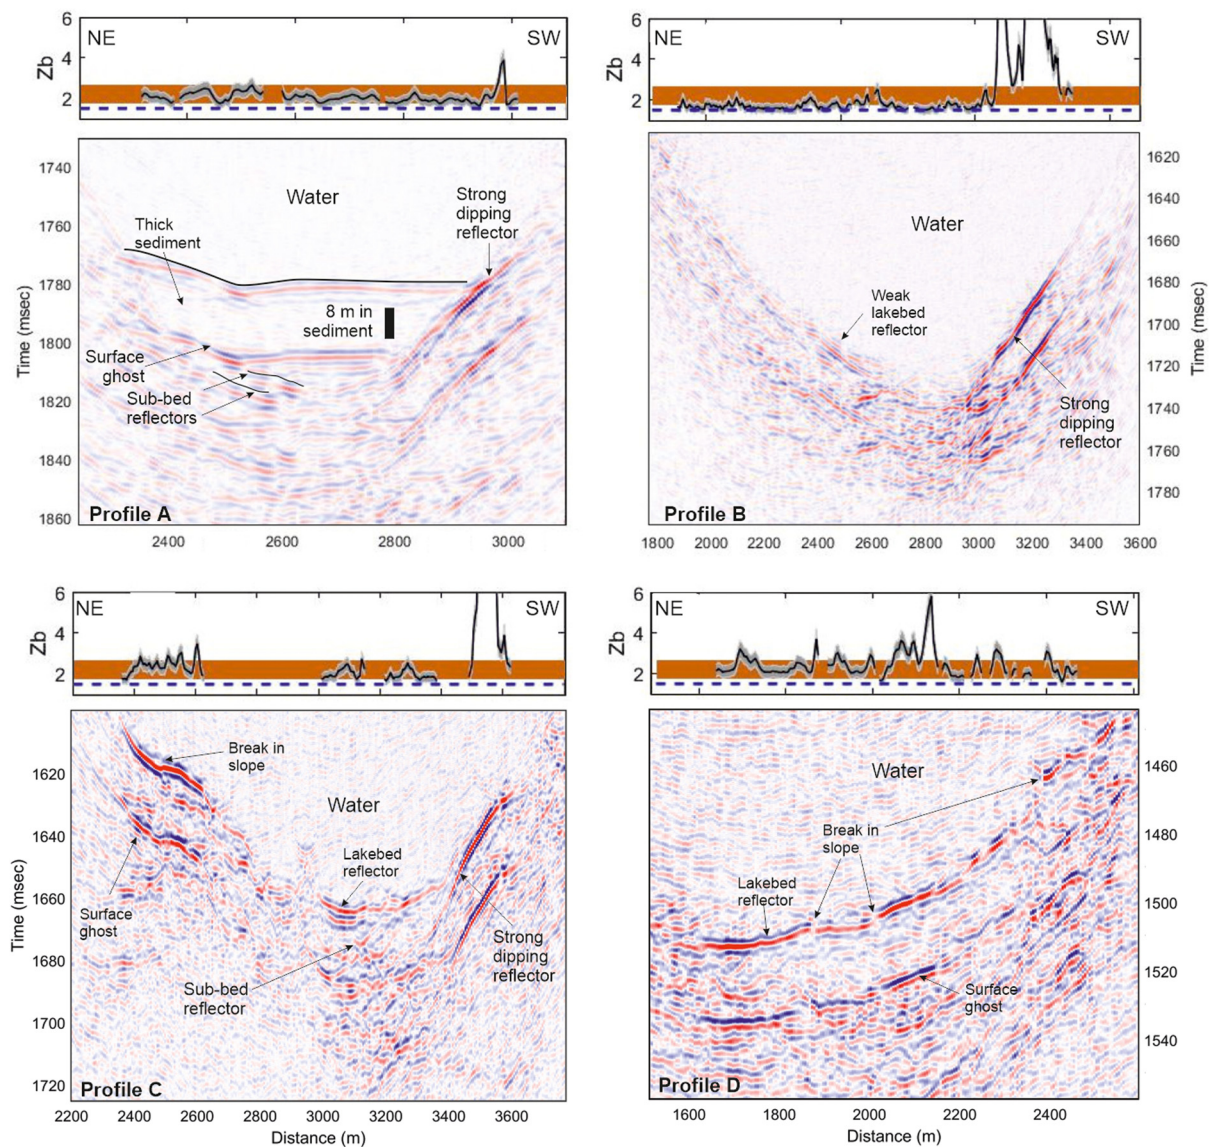 6
4
2
Zb
NE
SW
1740
1760
1780
1800
1820
1840
1860
Time (msec)
Water
Thick
sediment
Strong
dipping
reflector
8 m in
sediment
Surface
ghost
Sub-bed
reflectors
Profile A
2400
2600
2800
3000
6
4
2
Zb
NE
SW
1620
1640
1660
1680
1700
1720
1740
1760
1780
Time (msec)
Water
Weak
lakebed
reflector
Strong
dipping
reflector
Profile B
1800
2000
2200
2400
2600
2800
3000
3200
3400
3600
6
4
2
Zb
NE
SW
1620
1640
1660
1680
1700
1720
Time (msec)
Break in
slope
Water
Lakebed
reflector
Surface
ghost
Sub-bed
reflector
Strong
dipping
reflector
Profile C
2200
2400
2600
2800
3000
3200
3400
3600
Distance (m)
6
4
2
Zb
NE
SW
1460
1480
1500
1520
1540
Water
Break in
slope
Lakebed
reflector
Surface
ghost
Profile D
1600
1800
2000
2200
2400
Distance (m)